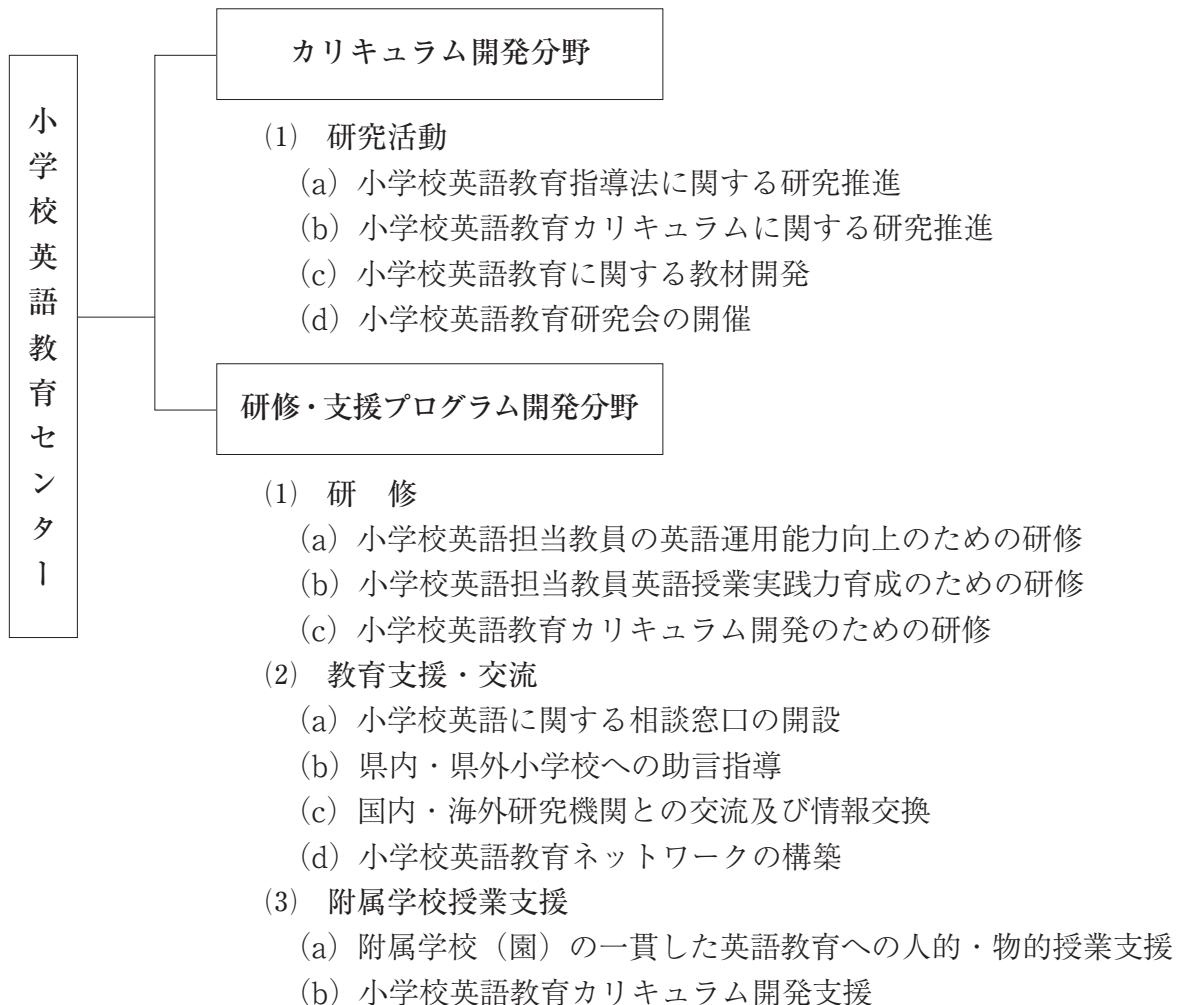 小学校英語教育センター
カリキュラム開発分野
(1) 研究活動
(a) 小学校英語教育指導法に関する研究推進
(b) 小学校英語教育カリキュラムに関する研究推進
(c) 小学校英語教育に関する教材開発
(d) 小学校英語教育研究会の開催
研修・支援プログラム開発分野
(1) 研　修
(a) 小学校英語担当教員の英語運用能力向上のための研修
(b) 小学校英語担当教員英語授業実践力育成のための研修
(c) 小学校英語教育カリキュラム開発のための研修
(2) 教育支援・交流
(a) 小学校英語に関する相談窓口の開設
(b) 県内・県外小学校への助言指導
(c) 国内・海外研究機関との交流及び情報交換
(d) 小学校英語教育ネットワークの構築
(3) 附属学校授業支援
(a) 附属学校（園）の一貫した英語教育への人的・物的授業支援
(b) 小学校英語教育カリキュラム開発支援